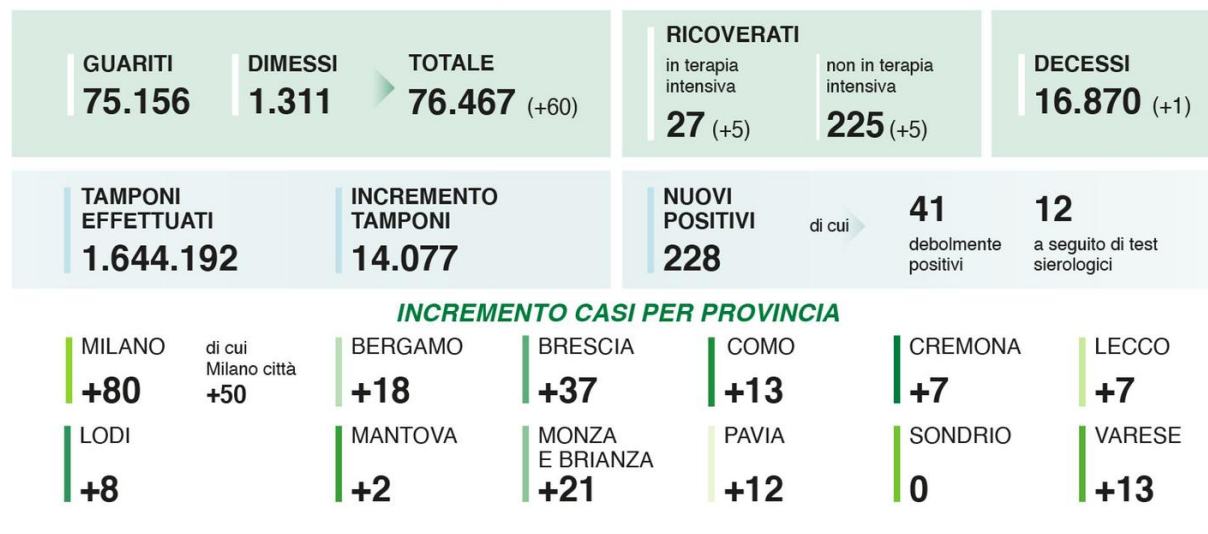 GUARITI
75.156
DIMESSI
1.311
TOTALE
76.467 (+60)
RICOVERATI
in terapia
intensiva
27 (+5)
non in terapia
intensiva
225 (+5)
DECESSI
16.870 (+1)
TAMPONI
EFFETTUATI
1.644.192
INCREMENTO
TAMPONI
14.077
NUOVI
POSITIVI
228
di cui
41
debolmente
positivi
12
a seguito di test
sierologici
INCREMENTO CASI PER PROVINCIA
MILANO
+80
di cui
Milano città
+50
BERGAMO
+18
BRESCIA
+37
COMO
+13
CREMONA
+7
LECCO
+7
LODI
+8
MANTOVA
+2
MONZA
E BRIANZA
+21
PAVIA
+12
SONDRIO
0
VARESE
+13